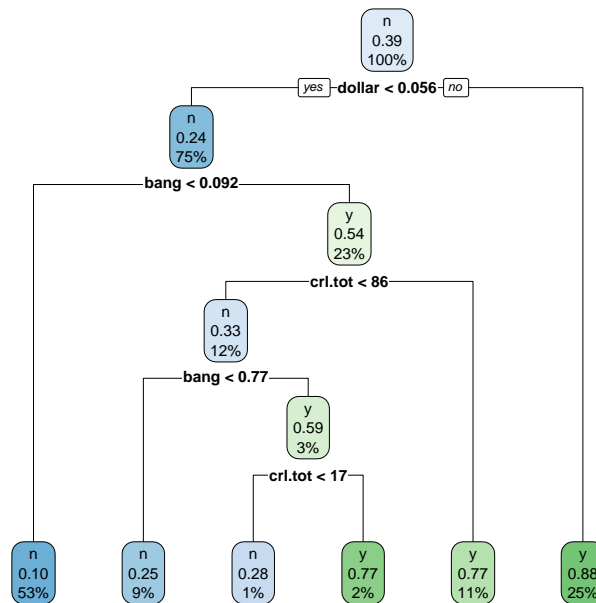 n
0.39
100%
yes dollar < 0.056 no
n
0.24
75%
bang < 0.092
y
0.54
23%
crl.tot < 86
n
0.33
12%
bang < 0.77
y
0.59
3%
crl.tot < 17
n
0.10
53%
n
0.25
9%
n
0.28
1%
y
0.77
2%
y
0.77
11%
y
0.88
25%